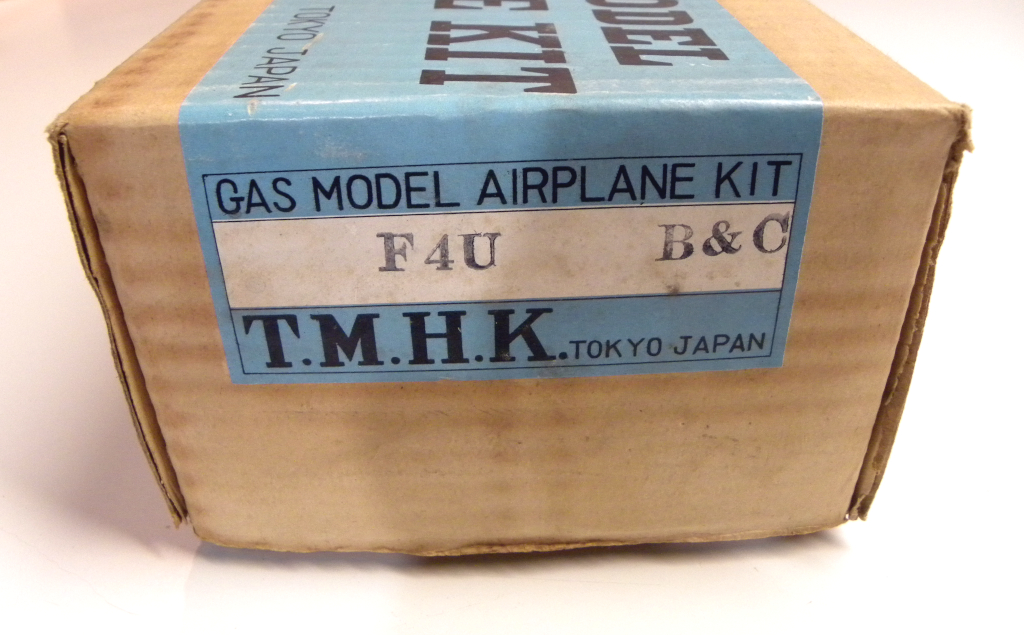 TOKYO JAPAN
GAS MODEL AIRPLANE KIT
F4U B&C
T.M.H.K. TOKYO JAPAN